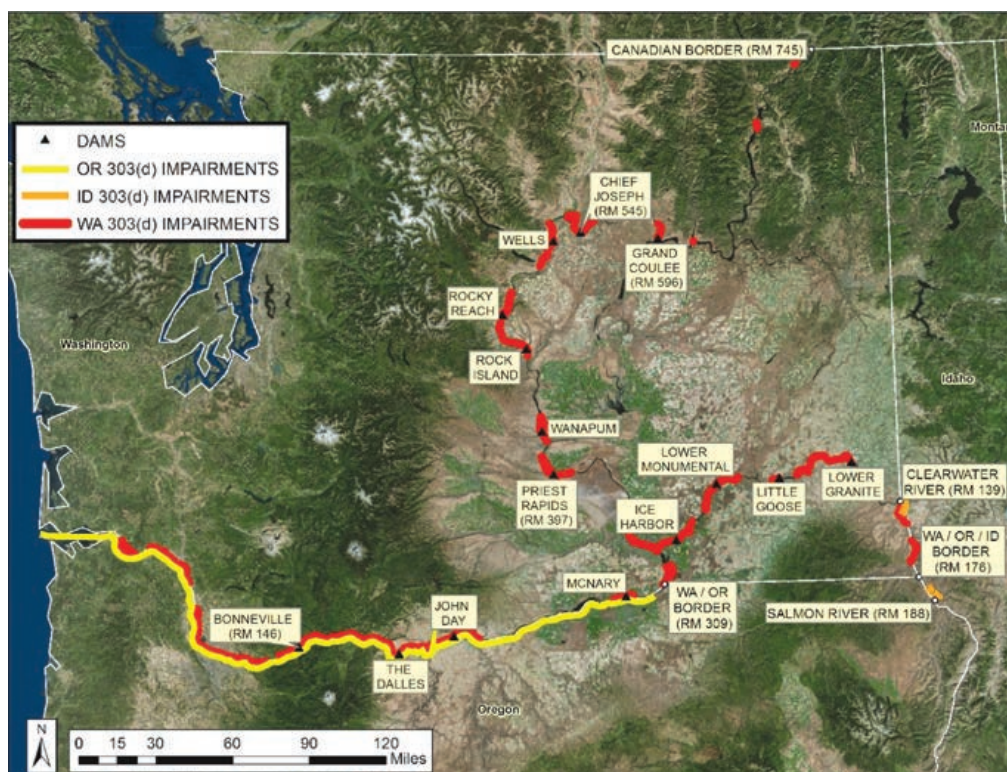 CANADIAN BORDER (RM 745)
Montan
DAMS
OR 303(d) IMPAIRMENTS
ID 303(d) IMPAIRMENTS
WA 303(d) IMPAIRMENTS
CHIEF
JOSEPH
(RM 545)
WELLS
GRAND
COULEE
(RM 596)
ROCKY
REACH
Washington
ROCK
ISLAND
Idaho
WANAPUM
LOWER
MONUMENTAL
PRIEST
RAPIDS
(RM 397)
ICE
HARBOR
LITTLE
GOOSE
LOWER
GRANITE
CLEARWATER
RIVER (RM 139)
WA / OR / ID
BORDER
(RM 176)
MCNARY
WA / OR
BORDER
(RM 309)
SALMON RIVER (RM 188)
BONNEVILLE
(RM 146)
JOHN
DAY
THE
DALLES
Oregon
N
0 15 30 60 90 120
Miles